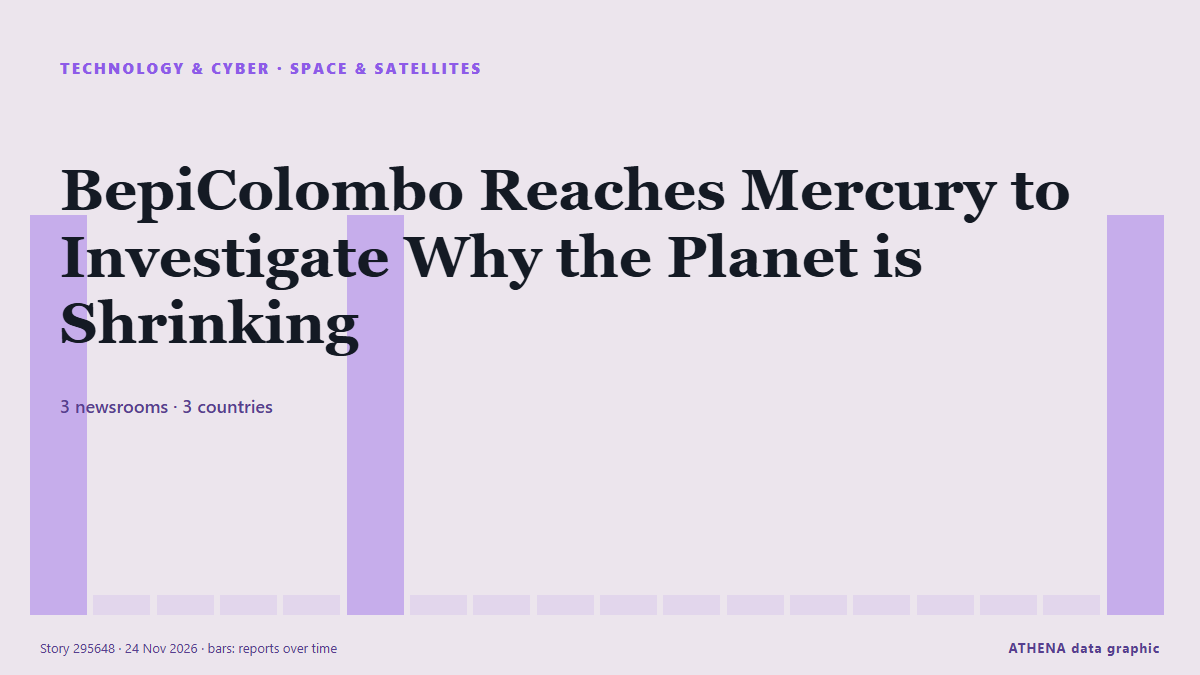 TECHNOLOGY & CYBER · SPACE & SATELLITES
BepiColombo Reaches Mercury to
Investigate Why the Planet is
Shrinking
3 newsrooms · 3 countries
Story 295648 · 24 Nov 2026 · bars: reports over time
ATHENA data graphic